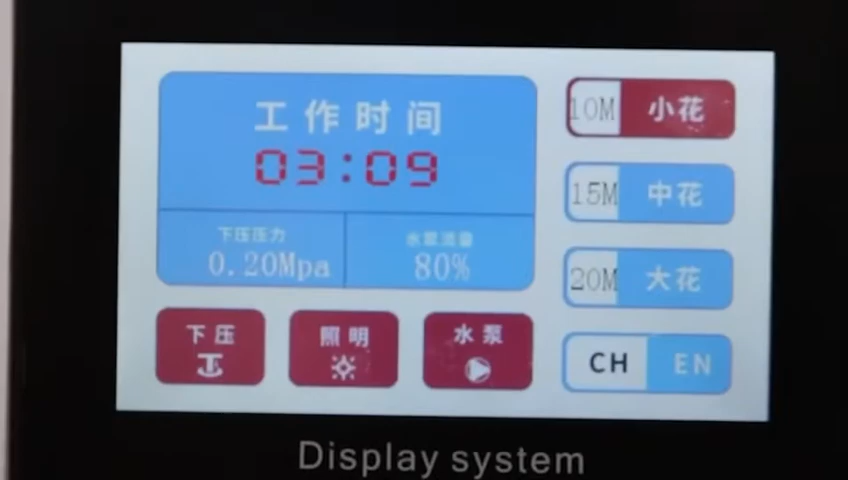 工作时间
03:09
下压压力
0.20Mpa
水泵流量
80%
下压
照明
水泵
10M 小花
15M 中花
20M 大花
CH EN
Display system